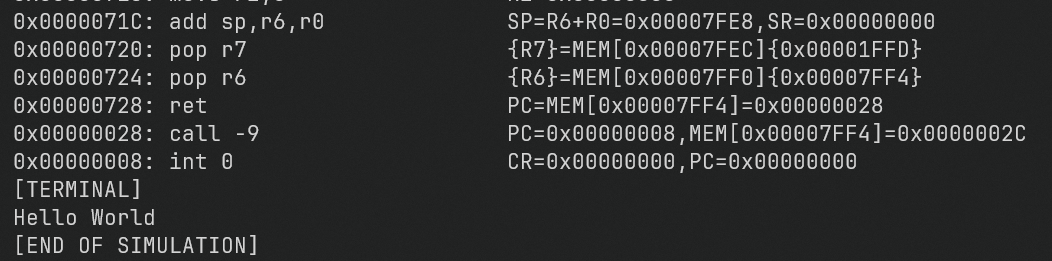 0x0000071C: add sp,r6,r0 SP=R6+R0=0x00007FE8,SR=0x00000000
0x00000720: pop r7 {R7}=MEM[0x00007FEC]{0x00001FFD}
0x00000724: pop r6 {R6}=MEM[0x00007FF0]{0x00007FF4}
0x00000728: ret PC=MEM[0x00007FF4]=0x00000028
0x00000028: call -9 PC=0x00000008,MEM[0x00007FF4]=0x0000002C
0x00000008: int 0 CR=0x00000000,PC=0x00000000
[TERMINAL]
Hello World
[END OF SIMULATION]